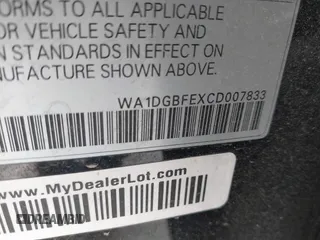 ORMS TO ALL APPLICABLE
OR VEHICLE SAFETY AND
N STANDARDS IN EFFECT ON
NUFACTURE SHOWN ABOVE.
WA1DGBFEXCD007833
www.MyDealerLot.com
DREAMBID